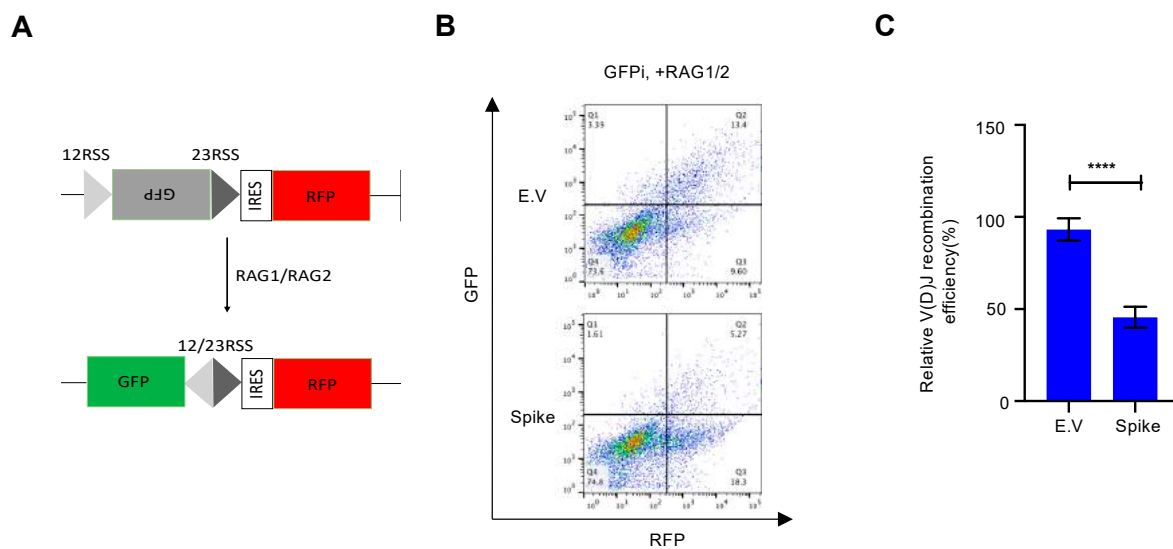 A
12RSS
23RSS
GFP
IRES
RFP
RAG1/RAG2
12/23RSS
GFP
IRES
RFP
B
GFPi, +RAG1/2
E.V
Q1
3.39
Q2
13.4
Q4
73.6
Q3
9.60
Spike
Q1
1.61
Q2
5.27
Q4
74.8
Q3
18.3
GFP
RFP
C
Relative V(D)J recombination
efficiency(%)
150
100
50
0
****
E.V
Spike